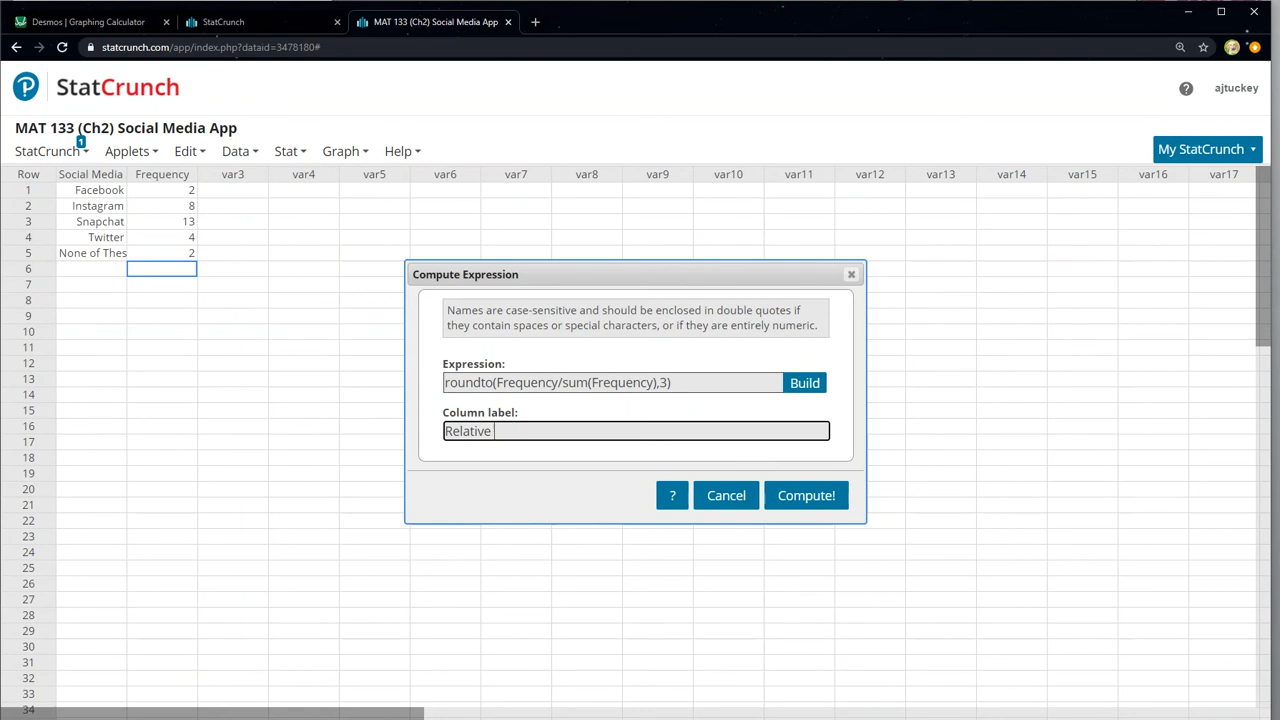 Desmos | Graphing Calculator
StatCrunch
MAT 133 (Ch2) Social Media App
statcrunch.com/app/index.php?dataid=3478180#
P
StatCrunch
?
ajtuckey
MAT 133 (Ch2) Social Media App
1
StatCrunch Applets Edit Data Stat Graph Help
My StatCrunch
Row Social Media Frequency var3 var4 var5 var6 var7 var8 var9 var10 var11 var12 var13 var14 var15 var16 var17
1 Facebook 2
2 Instagram 8
3 Snapchat 13
4 Twitter 4
5 None of Thes 2
6
7
8
9
10
11
12
13
14
15
16
17
18
19
20
21
22
23
24
25
26
27
28
29
30
31
32
33
34
Compute Expression
Names are case-sensitive and should be enclosed in double quotes if
they contain spaces or special characters, or if they are entirely numeric.
Expression:
roundto(Frequency/sum(Frequency),3) Build
Column label:
Relative
? Cancel Compute!